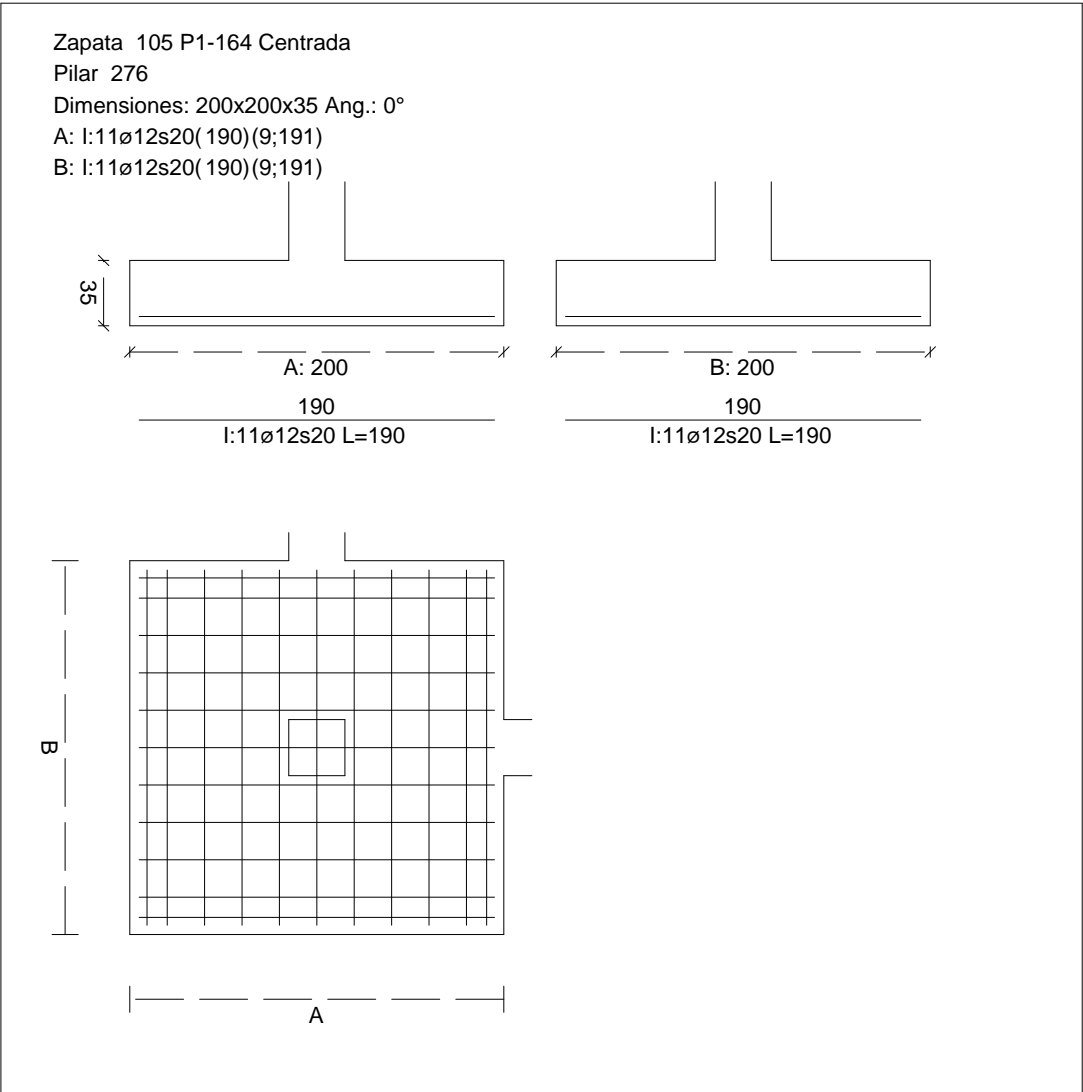 Zapata 105 P1-164 Centrada
Pilar 276
Dimensiones: 200x200x35 Ang.: 0°
A: I:11ø12s20(190)(9;191)
B: I:11ø12s20(190)(9;191)
35
A: 200
B: 200
190
190
I:11ø12s20 L=190
I:11ø12s20 L=190
B
A